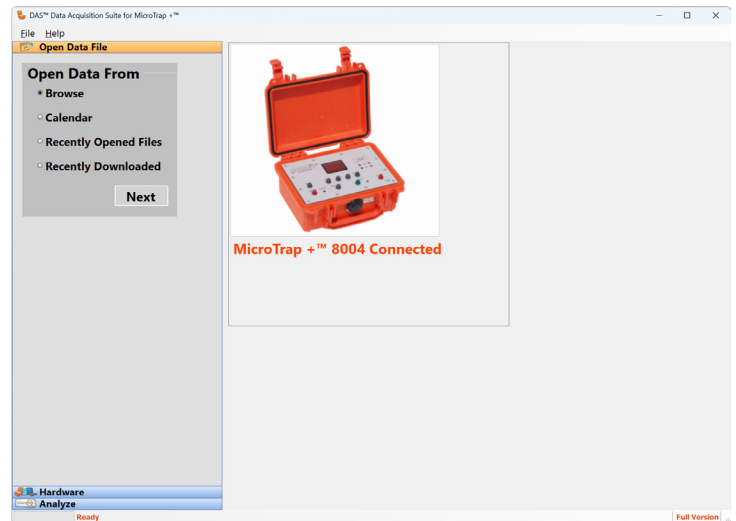 DAS™ Data Acquisition Suite for MicroTrap +™
File Help
Open Data File
Open Data From
Browse
Calendar
Recently Opened Files
Recently Downloaded
Next
MicroTrap +™ 8004 Connected
Hardware
Analyze
Ready
Full Version